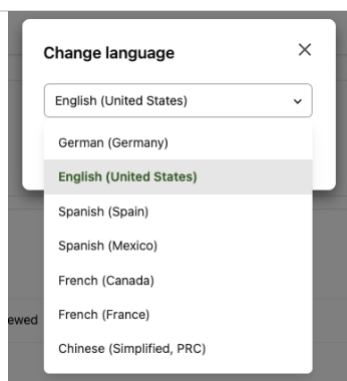 Change language
English (United States)
German (Germany)
English (United States)
Spanish (Spain)
Spanish (Mexico)
French (Canada)
French (France)
ewed
Chinese (Simplified, PRC)